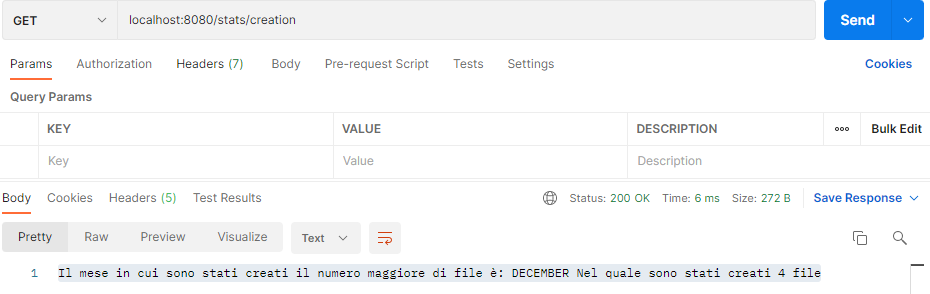 GET localhost:8080/stats/creation Send
Params Authorization Headers (7) Body Pre-request Script Tests Settings Cookies
Query Params
KEY VALUE DESCRIPTION ooo Bulk Edit
Key Value Description
Body Cookies Headers (5) Test Results Status: 200 OK Time: 6 ms Size: 272 B Save Response
Pretty Raw Preview Visualize Text
1 Il mese in cui sono stati creati il numero maggiore di file è: DECEMBER Nel quale sono stati creati 4 file